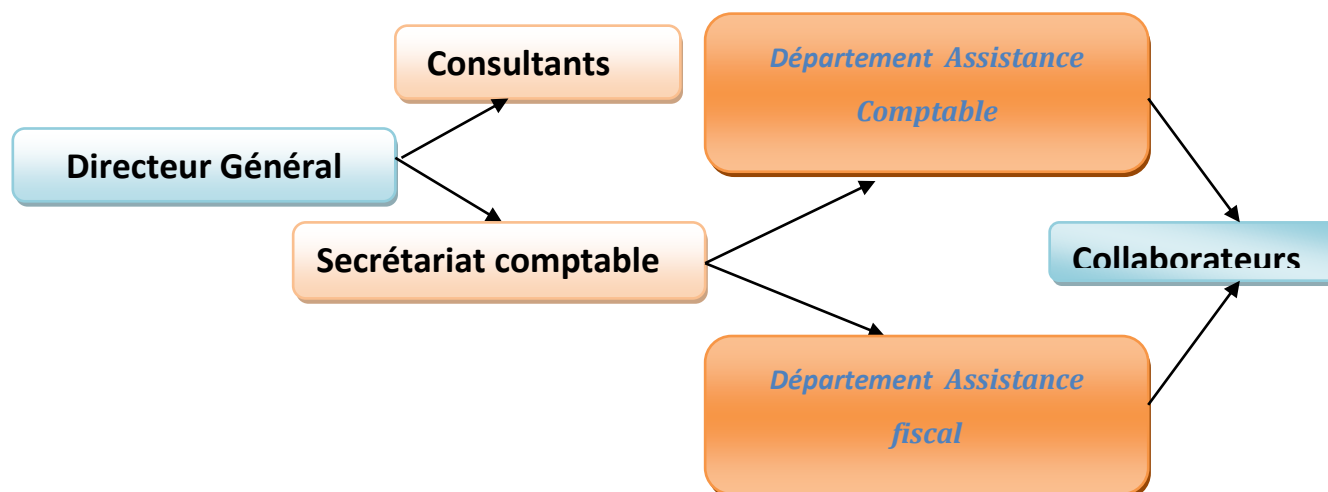 Consultants
Département Assistance
Comptable
Directeur Général
Secrétariat comptable
Collaborateurs
Département Assistance
fiscal